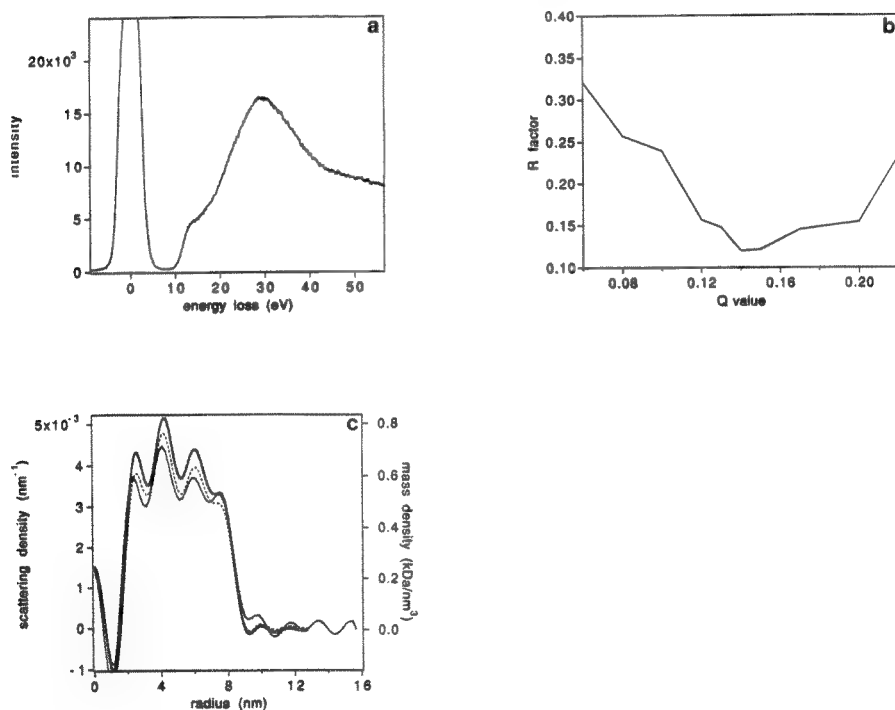 a
20x10³
15
10
5
0
intensity
0 10 20 30 40 50
energy loss (eV)
b
0.40
0.35
0.30
0.25
0.20
0.15
0.10
R factor
0.08 0.12 0.16 0.20
Q value
c
5x10⁻³
4
3
2
1
0
-1
scattering density (nm⁻¹)
0.8
0.6
0.4
0.2
0.0
mass density (kDa/nm³)
0 4 8 12 16
radius (nm)